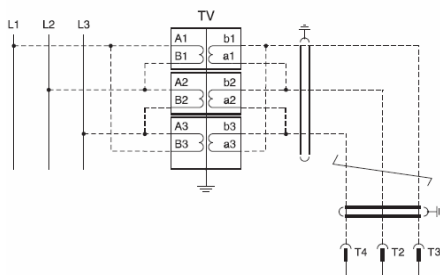 TV
L1 L2 L3
A1 b1
B1 a1
A2 b2
B2 a2
A3 b3
B3 a3
T4 T2 T3